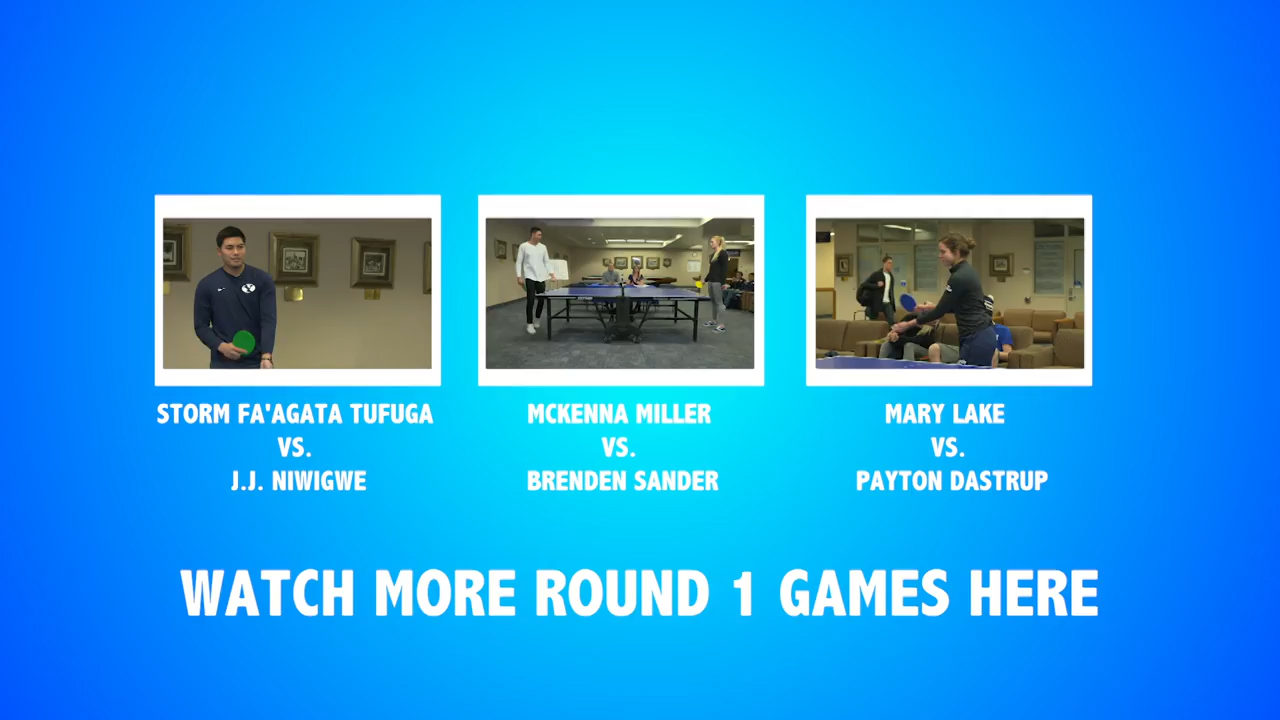 STORM FA'AGATA TUFUGA
VS.
J.J. NIWIGWE
MCKENNA MILLER
VS.
BRENDEN SANDER
MARY LAKE
VS.
PAYTON DASTRUP
WATCH MORE ROUND 1 GAMES HERE